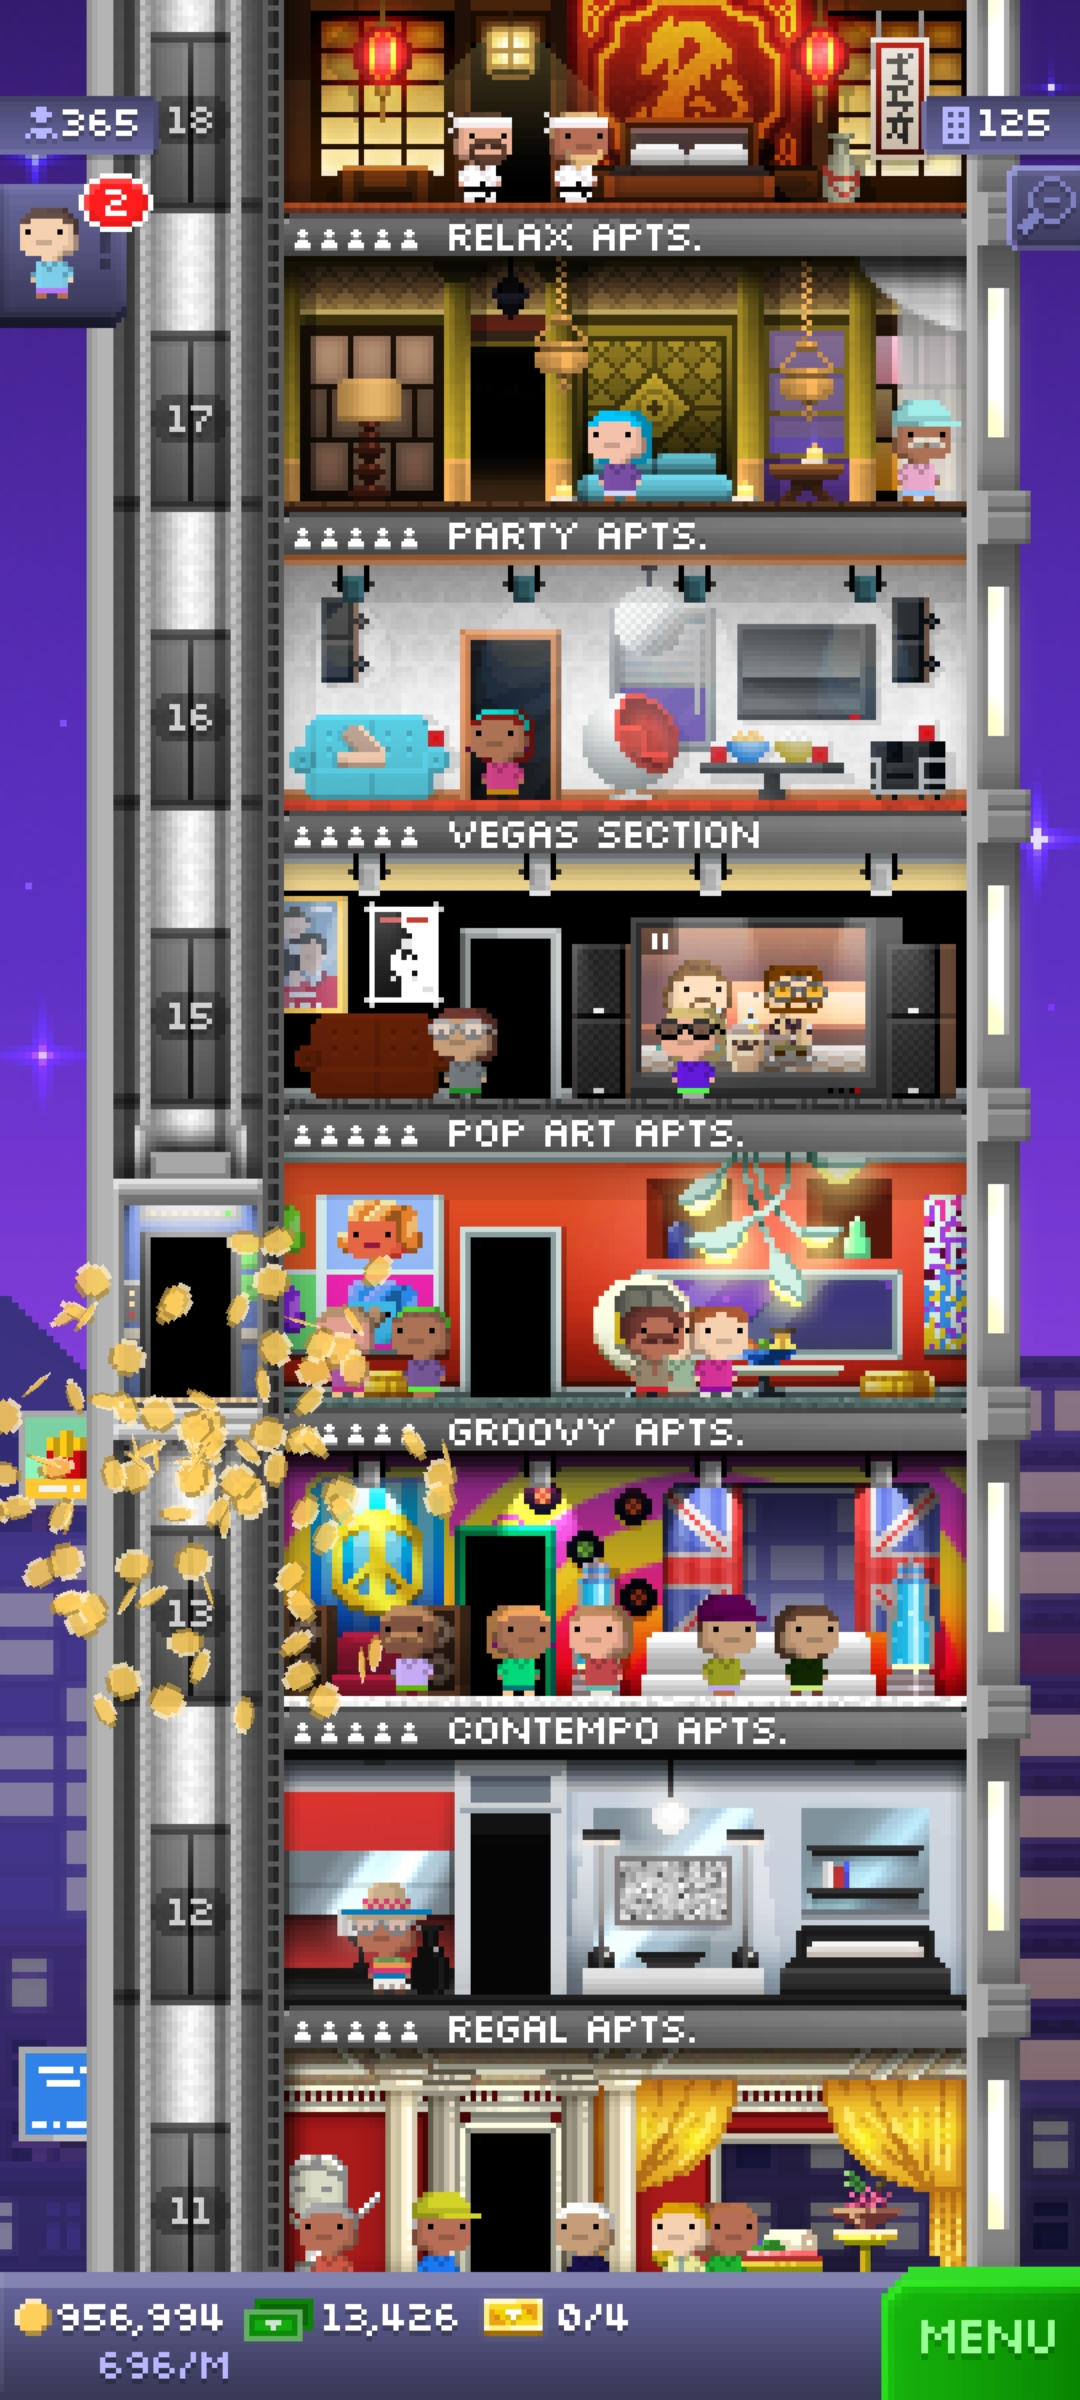 18
365
125
2
RELAX APTS.
17
PARTY APTS.
16
VEGAS SECTION
15
POP ART APTS.
GROOVY APTS.
13
CONTEMPO APTS.
12
REGAL APTS.
11
956,994 13,426 0/4
696/M
MENU